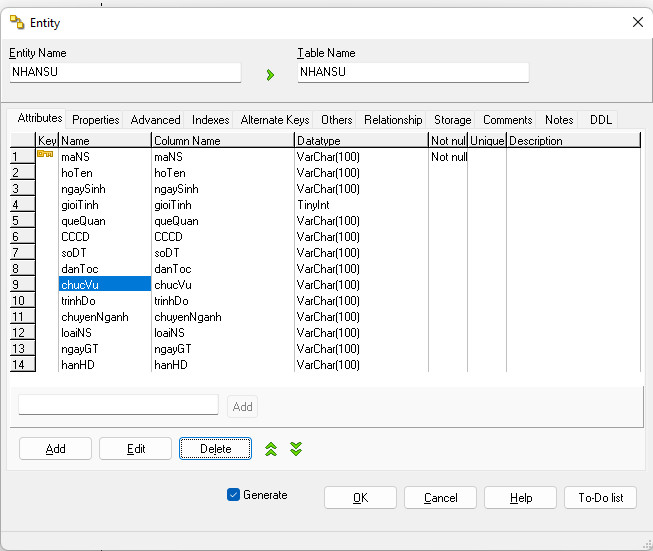 Entity
Entity Name Table Name
NHANSU NHANSU
Attributes Properties Advanced Indexes Alternate Keys Others Relationship Storage Comments Notes DDL
Key Name Column Name Datatype Not nul Unique Description
1 maNS maNS VarChar(100) Not null
2 hoTen hoTen VarChar(100)
3 ngaySinh ngaySinh VarChar(100)
4 gioiTinh gioiTinh TinyInt
5 queQuan queQuan VarChar(100)
6 CCCD CCCD VarChar(100)
7 soDT soDT VarChar(100)
8 danToc danToc VarChar(100)
9 chucVu chucVu VarChar(100)
10 trinhDo trinhDo VarChar(100)
11 chuyenNganh chuyenNganh VarChar(100)
12 loaiNS loaiNS VarChar(100)
13 ngayGT ngayGT VarChar(100)
14 hanHD hanHD VarChar(100)
Add
Add Edit Delete
Generate OK Cancel Help To-Do list